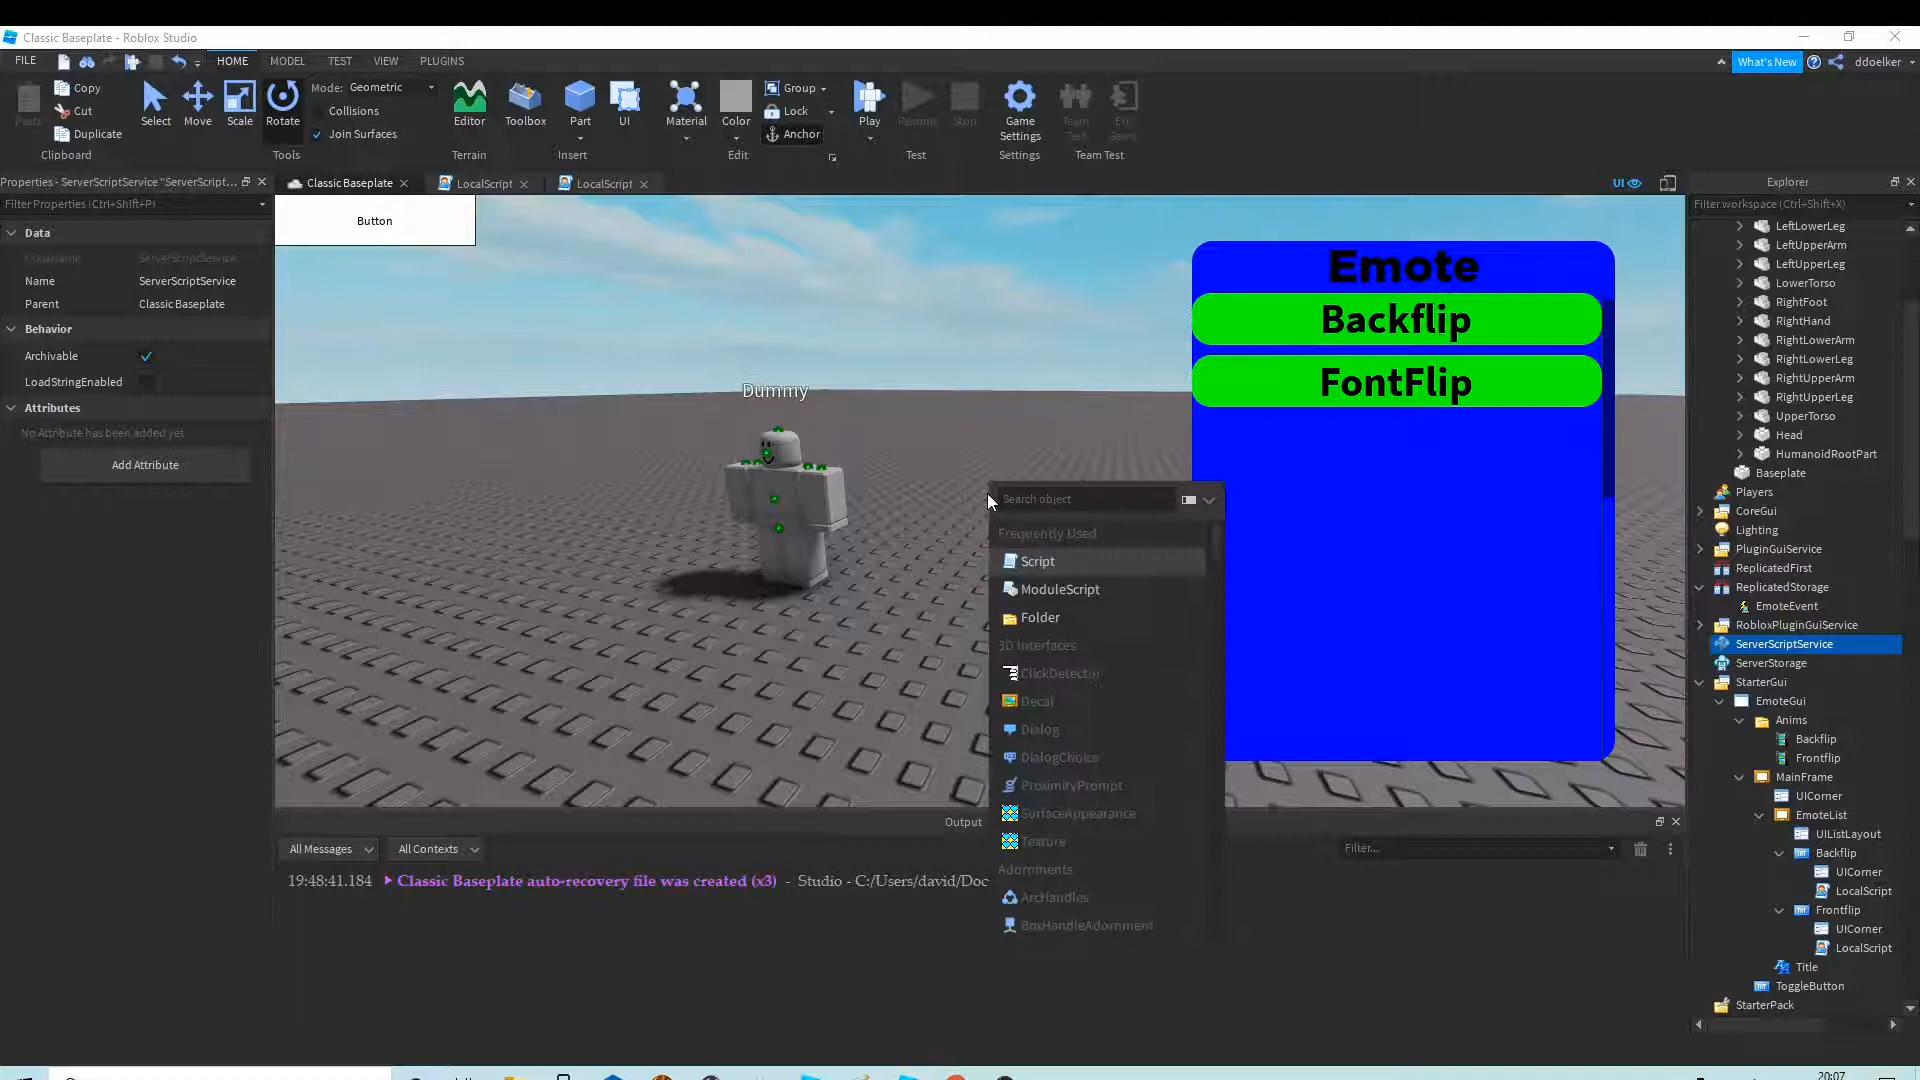 Classic Baseplate - Roblox Studio
FILE HOME MODEL TEST VIEW PLUGINS What's New ddoelker
Copy
Cut
Duplicate
Clipboard
Select Move Scale Rotate
Mode: Geometric
Collisions
Join Surfaces
Tools
Editor
Terrain
Toolbox Part UI
Insert
Material Color
Group
Lock
Anchor
Edit
Play Stop
Test
Game
Settings
Settings
Team
Team Test
Properties - ServerScriptService "ServerScript...
Filter Properties (Ctrl+Shift+P)
Data
ClassName ServerScriptService
Name ServerScriptService
Parent Classic Baseplate
Behavior
Archivable
LoadStringEnabled
Attributes
No Attribute has been added yet
Add Attribute
Classic Baseplate LocalScript LocalScript UI
Button
Dummy
Emote
Backflip
FontFlip
Search object
Frequently Used
Script
ModuleScript
Folder
3D Interfaces
ClickDetector
Decal
Dialog
DialogChoice
ProximityPrompt
SurfaceAppearance
Texture
Adornments
ArcHandles
BoxHandleAdornment
Output
All Messages All Contexts Filter...
19:48:41.184 Classic Baseplate auto-recovery file was created (x3) - Studio - C:/Users/david/Doc
Explorer
Filter workspace (Ctrl+Shift+X)
LeftLowerLeg
LeftUpperArm
LeftUpperLeg
LowerTorso
RightFoot
RightHand
RightLowerArm
RightLowerLeg
RightUpperArm
RightUpperLeg
UpperTorso
Head
HumanoidRootPart
Baseplate
Players
CoreGui
Lighting
PluginGuiService
ReplicatedFirst
ReplicatedStorage
EmoteEvent
RobloxPluginGuiService
ServerScriptService
ServerStorage
StarterGui
EmoteGui
Anims
Backflip
Frontflip
MainFrame
UICorner
EmoteList
UIListLayout
Backflip
UICorner
LocalScript
Frontflip
UICorner
LocalScript
Title
ToggleButton
StarterPack
20:07